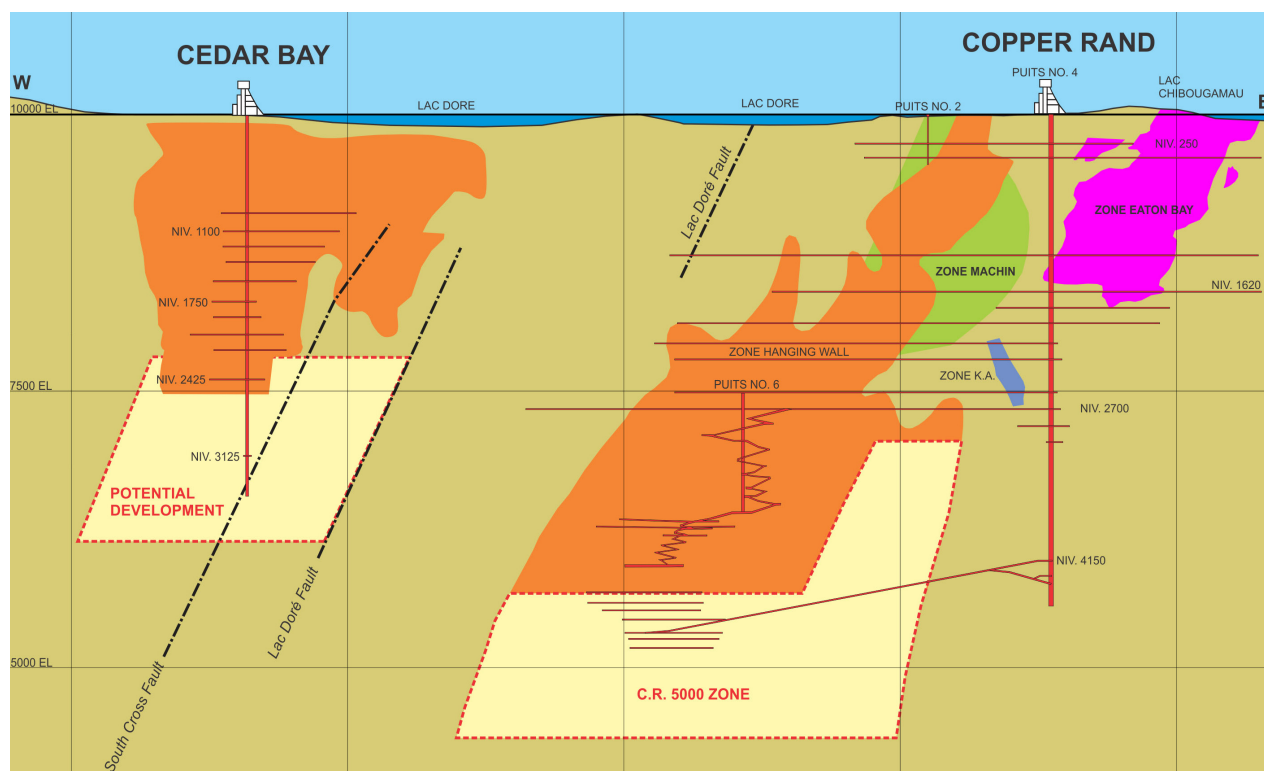 CEDAR BAY
COPPER RAND
PUITS NO. 4
W
LAC
CHIBOUGAMAU
E
10000 EL
LAC DORE
LAC DORE
PUITS NO. 2
NIV. 250
Lac Doré Fault
ZONE EATON BAY
NIV. 1100
ZONE MACHIN
NIV. 1620
NIV. 1750
ZONE HANGING WALL
ZONE K.A.
NIV. 2425
PUITS NO. 6
7500 EL
NIV. 2700
NIV. 3125
POTENTIAL
DEVELOPMENT
NIV. 4150
Lac Doré Fault
South Cross Fault
5000 EL
C.R. 5000 ZONE